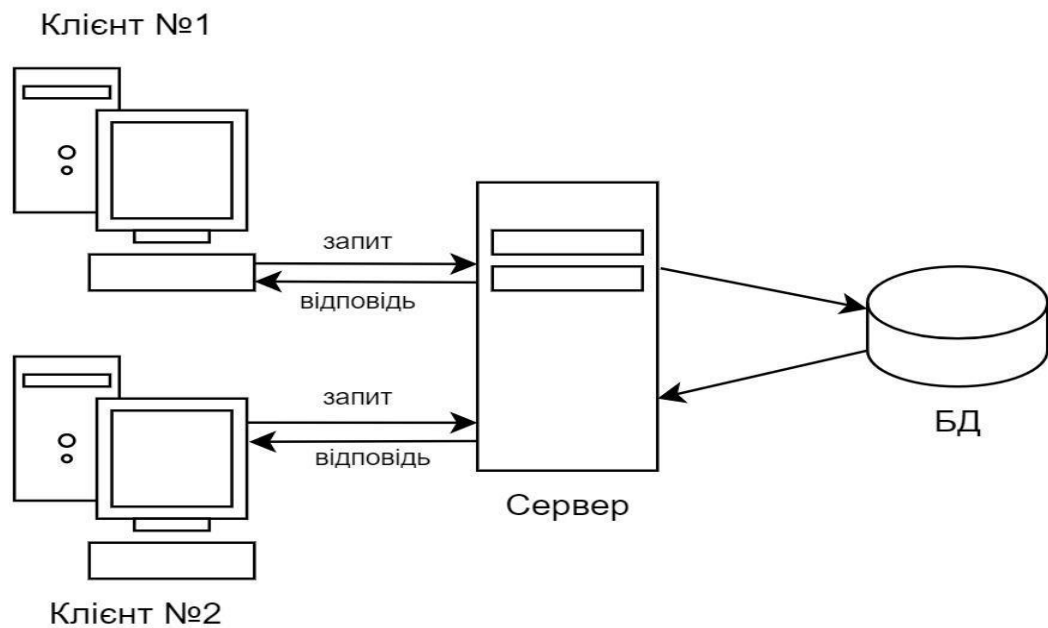 Клієнт №1
запит
відповідь
запит
відповідь
Сервер
БД
Клієнт №2